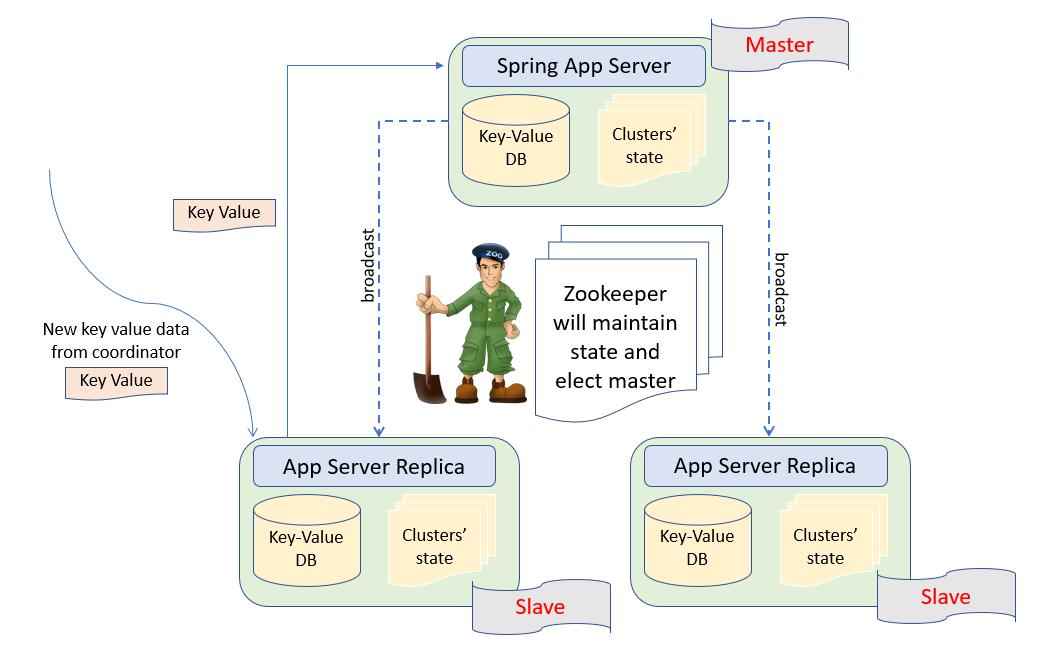 Master
Spring App Server
Key-Value
DB
Clusters'
state
Key Value
broadcast
broadcast
ZOO
Zookeeper
will maintain
state and
elect master
New key value data
from coordinator
Key Value
App Server Replica
Key-Value
DB
Clusters'
state
Slave
App Server Replica
Key-Value
DB
Clusters'
state
Slave